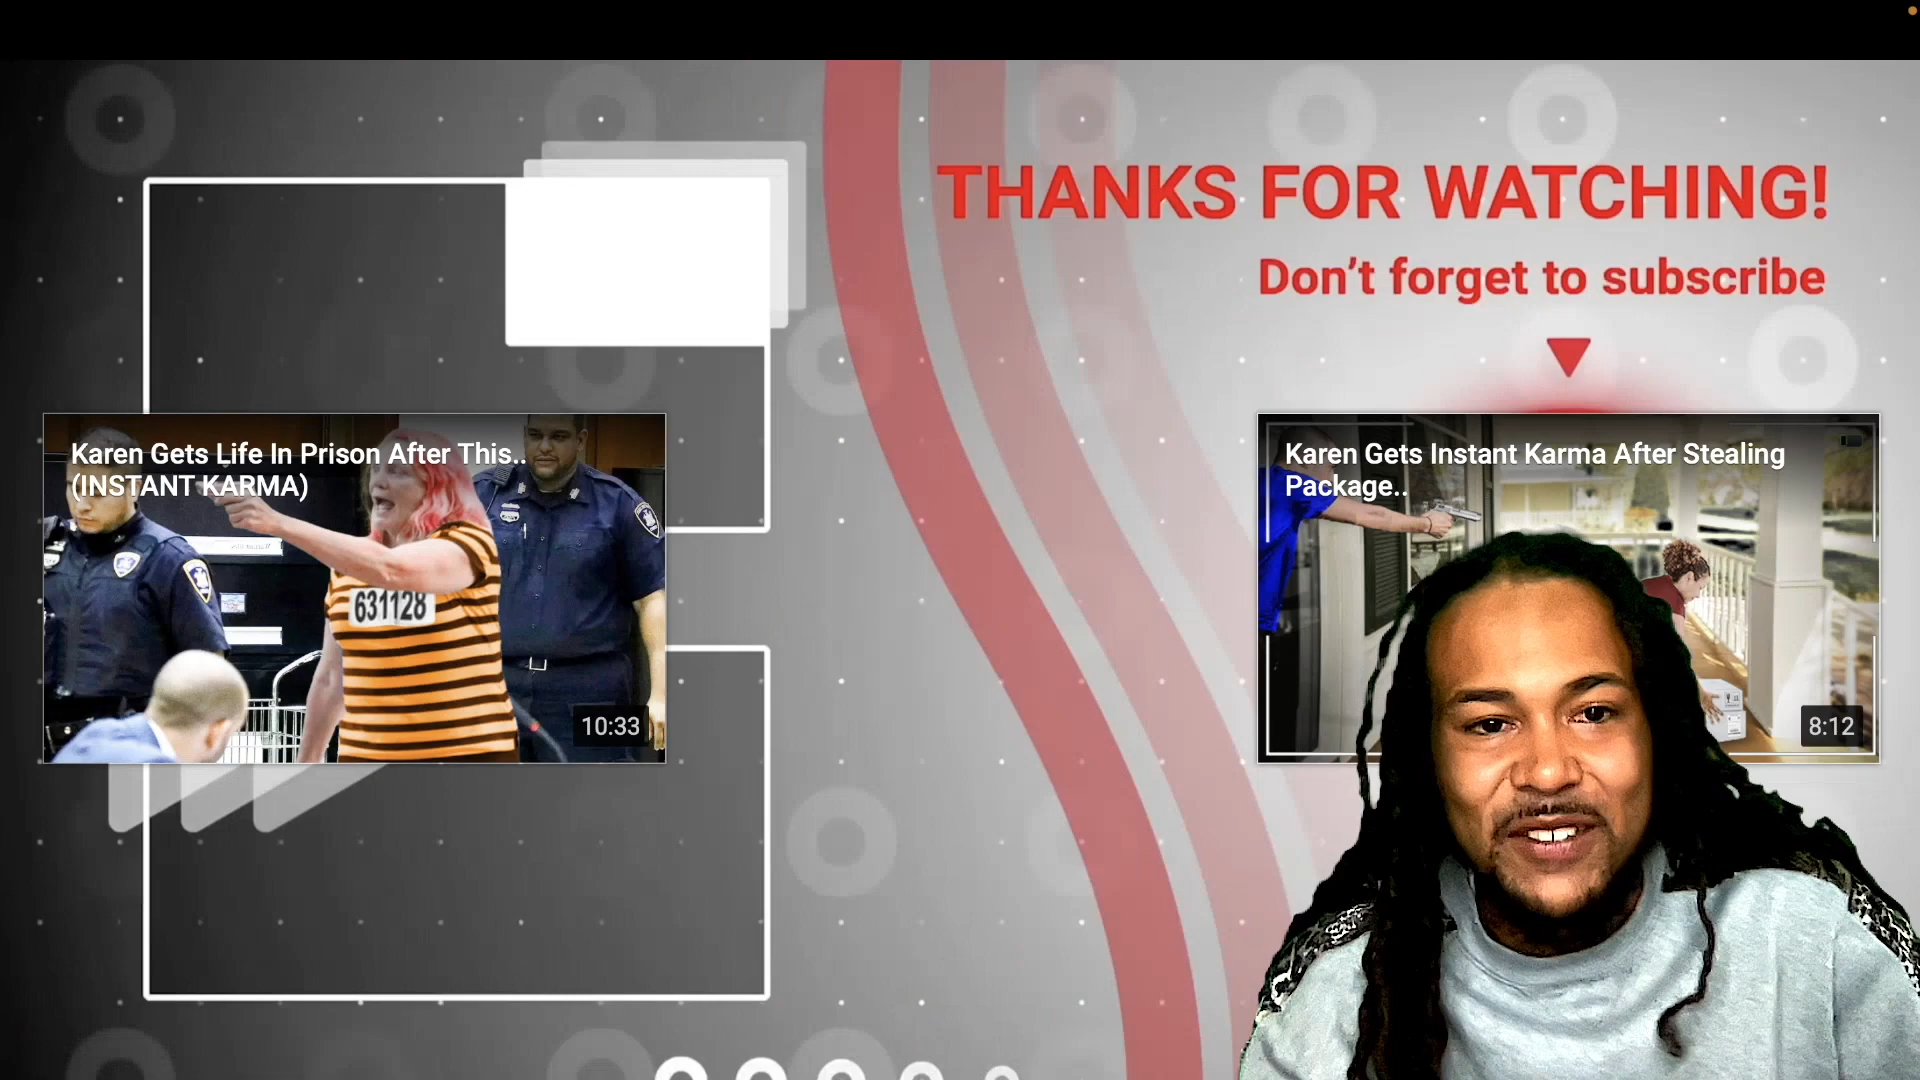 THANKS FOR WATCHING!
Don't forget to subscribe
Karen Gets Life In Prison After This..
(INSTANT KARMA)
631128
10:33
Karen Gets Instant Karma After Stealing
Package..
8:12